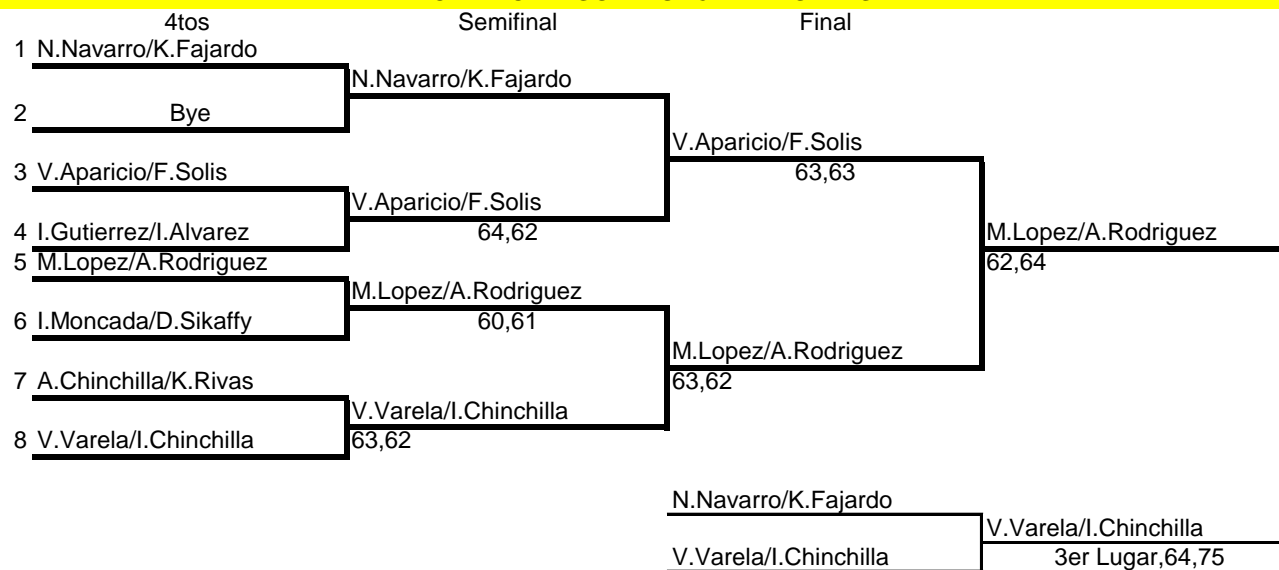 4tos Semifinal Final
1 N.Navarro/K.Fajardo
N.Navarro/K.Fajardo
2 Bye
V.Aparicio/F.Solis
3 V.Aparicio/F.Solis 63,63
V.Aparicio/F.Solis
4 I.Gutierrez/I.Alvarez 64,62 M.Lopez/A.Rodriguez
5 M.Lopez/A.Rodriguez 62,64
M.Lopez/A.Rodriguez
6 I.Moncada/D.Sikaffy 60,61
M.Lopez/A.Rodriguez
7 A.Chinchilla/K.Rivas 63,62
V.Varela/I.Chinchilla
8 V.Varela/I.Chinchilla 63,62
N.Navarro/K.Fajardo
V.Varela/I.Chinchilla
V.Varela/I.Chinchilla 3er Lugar,64,75